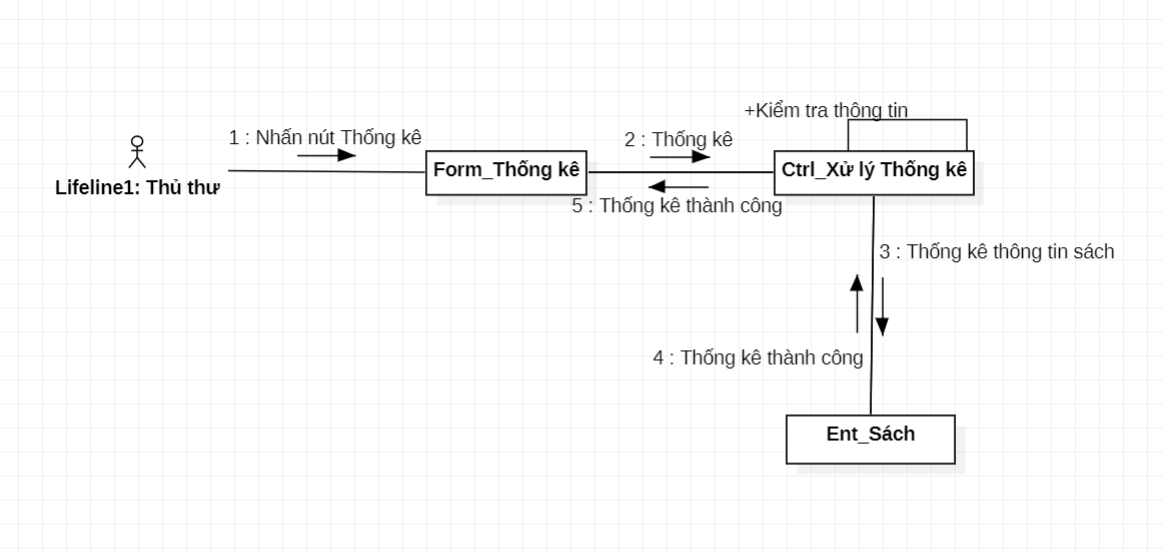 +Kiểm tra thông tin
1 : Nhấn nút Thống kê
2 : Thống kê
Form_Thống kê
Ctrl_Xử lý Thống kê
Lifeline1: Thủ thư
5 : Thống kê thành công
3 : Thống kê thông tin sách
4 : Thống kê thành công
Ent_Sách